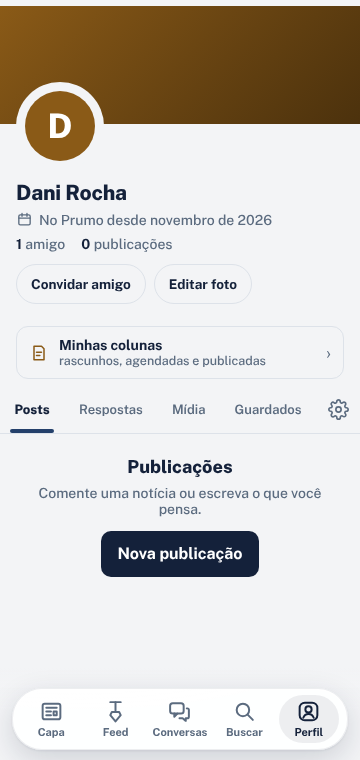 D
Dani Rocha
No Prumo desde novembro de 2026
1 amigo 0 publicações
Convidar amigo Editar foto
Minhas colunas
rascunhos, agendadas e publicadas
Posts Respostas Mídia Guardados
Publicações
Comente uma notícia ou escreva o que você
pensa.
Nova publicação
Capa Feed Conversas Buscar Perfil